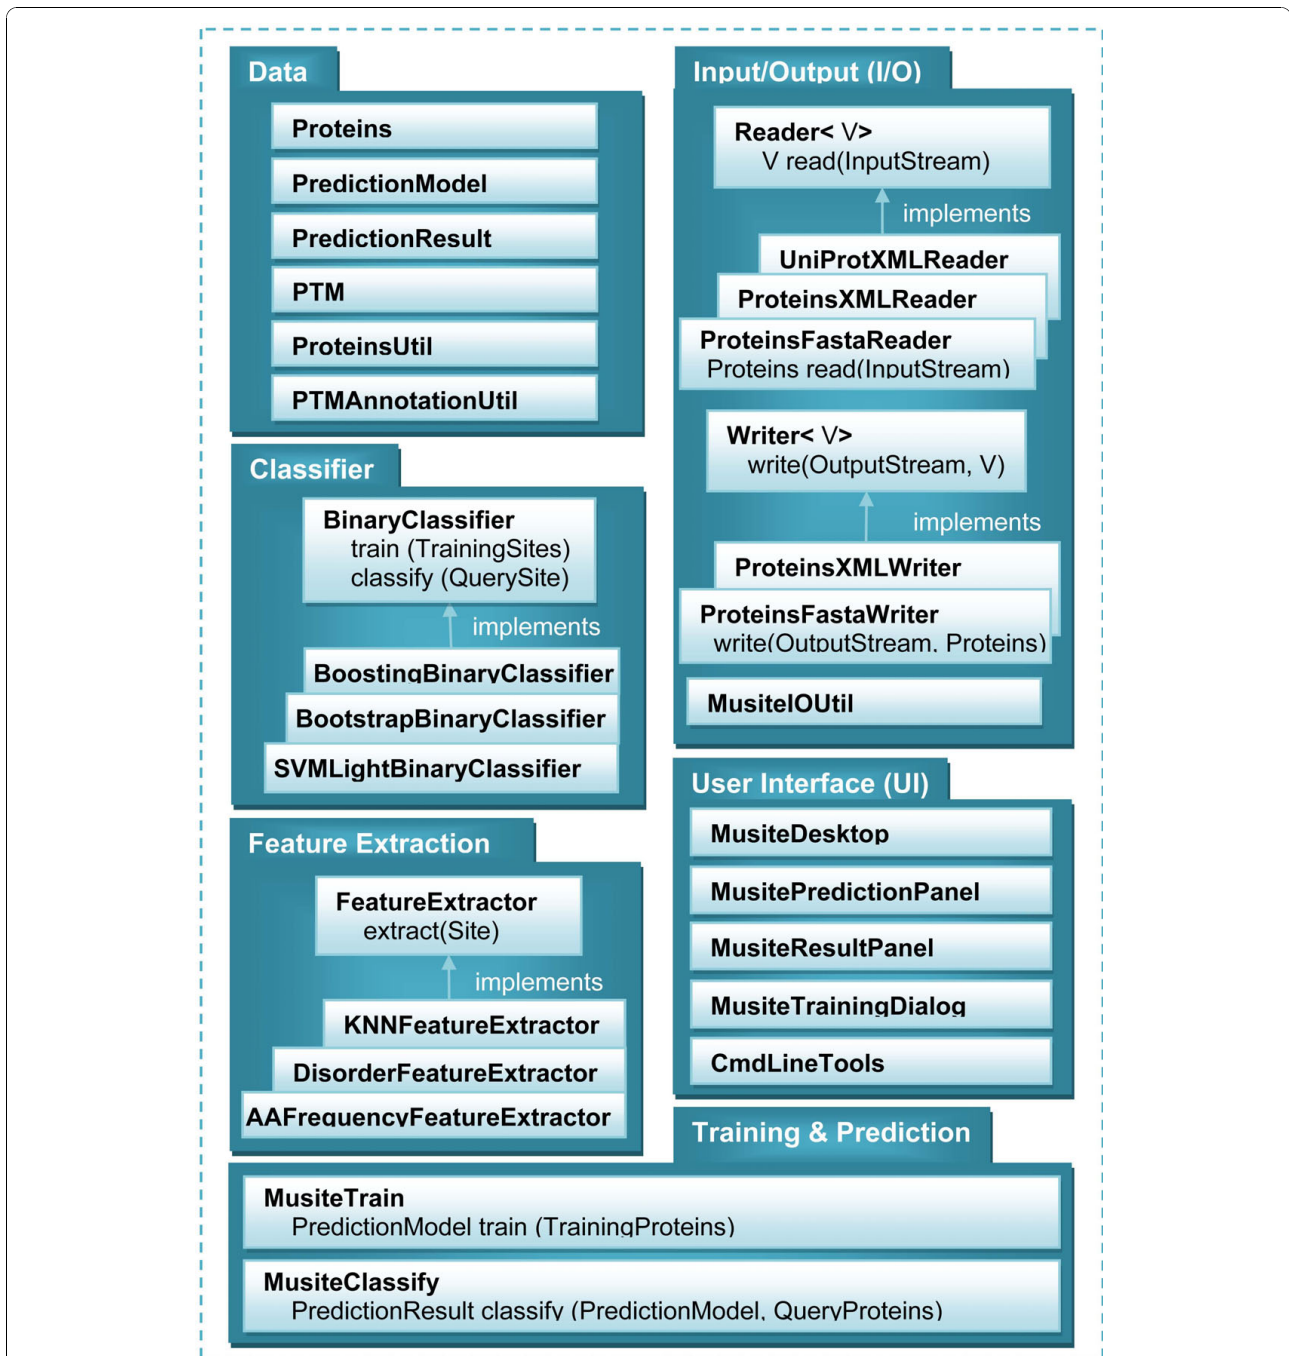 Data
Proteins
PredictionModel
PredictionResult
PTM
ProteinsUtil
PTMAnnotationUtil
Classifier
BinaryClassifier
train (TrainingSites)
classify (QuerySite)
implements
BoostingBinaryClassifier
BootstrapBinaryClassifier
SVMLightBinaryClassifier
Feature Extraction
FeatureExtractor
extract(Site)
implements
KNNFeatureExtractor
DisorderFeatureExtractor
AAFrequencyFeatureExtractor
Input/Output (I/O)
Reader< V>
V read(InputStream)
implements
UniProtXMLReader
ProteinsXMLReader
ProteinsFastaReader
Proteins read(InputStream)
Writer< V>
write(OutputStream, V)
implements
ProteinsXMLWriter
ProteinsFastaWriter
write(OutputStream, Proteins)
MusiteIOUtil
User Interface (UI)
MusiteDesktop
MusitePredictionPanel
MusiteResultPanel
MusiteTrainingDialog
CmdLineTools
Training & Prediction
MusiteTrain
PredictionModel train (TrainingProteins)
MusiteClassify
PredictionResult classify (PredictionModel, QueryProteins)